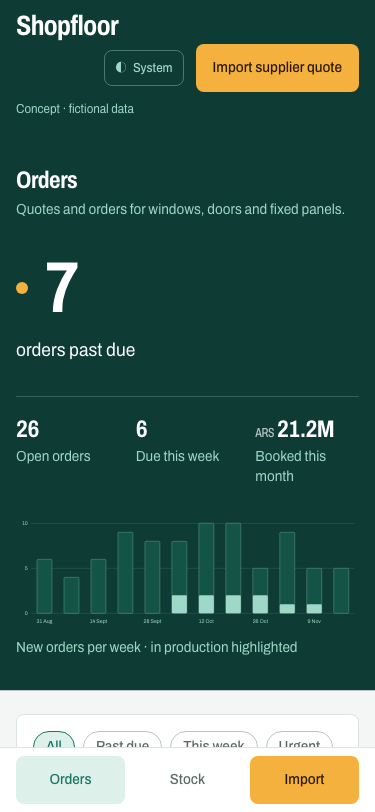 Shopfloor
System
Import supplier quote
Concept · fictional data
Orders
Quotes and orders for windows, doors and fixed panels.
7
orders past due
26
Open orders
6
Due this week
ARS 21.2M
Booked this
month
10
5
0
31 Aug 14 Sept 28 Sept 12 Oct 26 Oct 9 Nov
New orders per week · in production highlighted
All Past due This week Urgent
Orders Stock Import